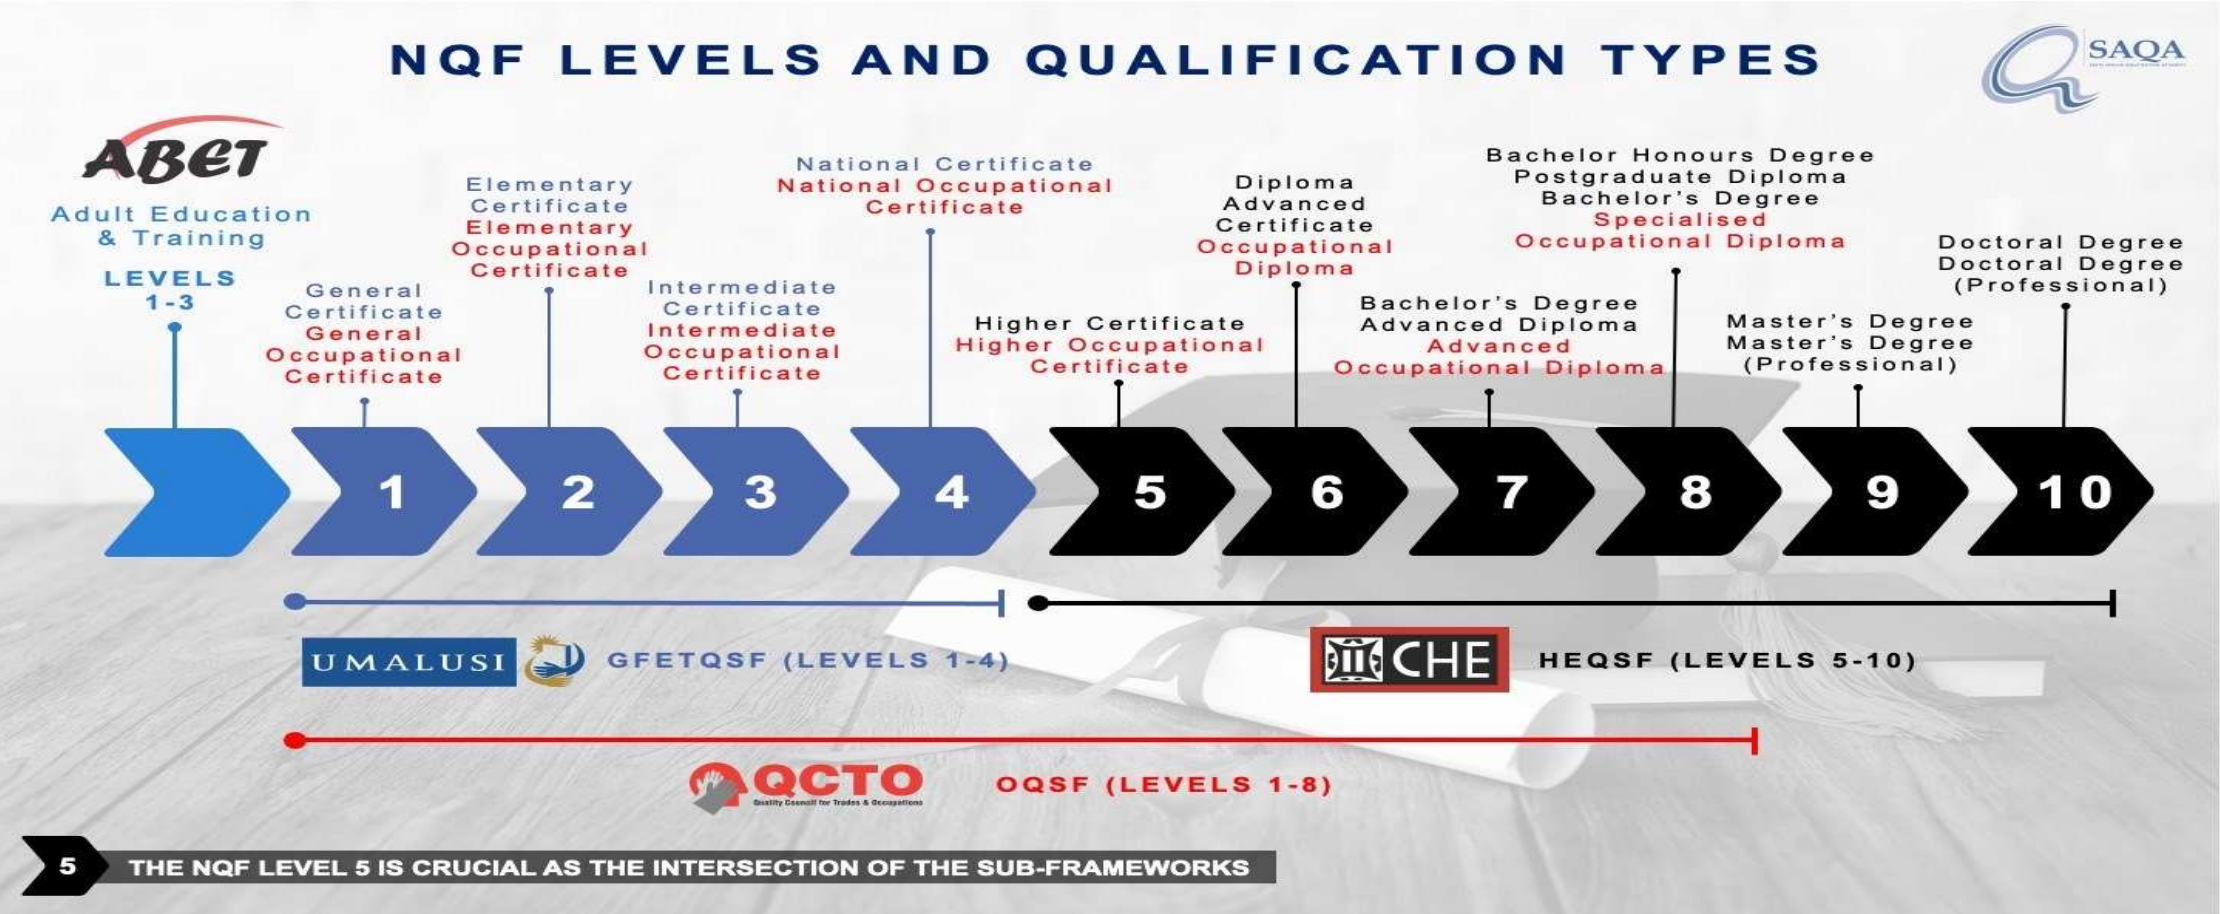 NQF LEVELS AND QUALIFICATION TYPES
SAQA
ABET
Adult Education
& Training
LEVELS
1-3
General
Certificate
General
Occupational
Certificate
Elementary
Certificate
Elementary
Occupational
Certificate
Intermediate
Certificate
Intermediate
Occupational
Certificate
National Certificate
National Occupational
Certificate
Higher Certificate
Higher Occupational
Certificate
Diploma
Advanced
Certificate
Occupational
Diploma
Bachelor's Degree
Advanced Diploma
Advanced
Occupational Diploma
Bachelor Honours Degree
Postgraduate Diploma
Bachelor's Degree
Specialised
Occupational Diploma
Master's Degree
Master's Degree
(Professional)
Doctoral Degree
Doctoral Degree
(Professional)
1
2
3
4
5
6
7
8
9
10
UMALUSI
GFETQSF (LEVELS 1-4)
CHE
HEQSF (LEVELS 5-10)
QCTO
Quality Council for Trades & Occupations
OQSF (LEVELS 1-8)
5
THE NQF LEVEL 5 IS CRUCIAL AS THE INTERSECTION OF THE SUB-FRAMEWORKS